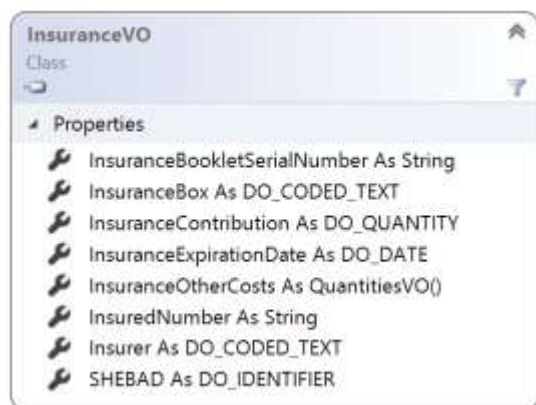 InsuranceVO
Class
Properties
InsuranceBookletSerialNumber As String
InsuranceBox As DO_CODED_TEXT
InsuranceContribution As DO_QUANTITY
InsuranceExpirationDate As DO_DATE
InsuranceOtherCosts As QuantitiesVO()
InsuredNumber As String
Insurer As DO_CODED_TEXT
SHEBAD As DO_IDENTIFIER